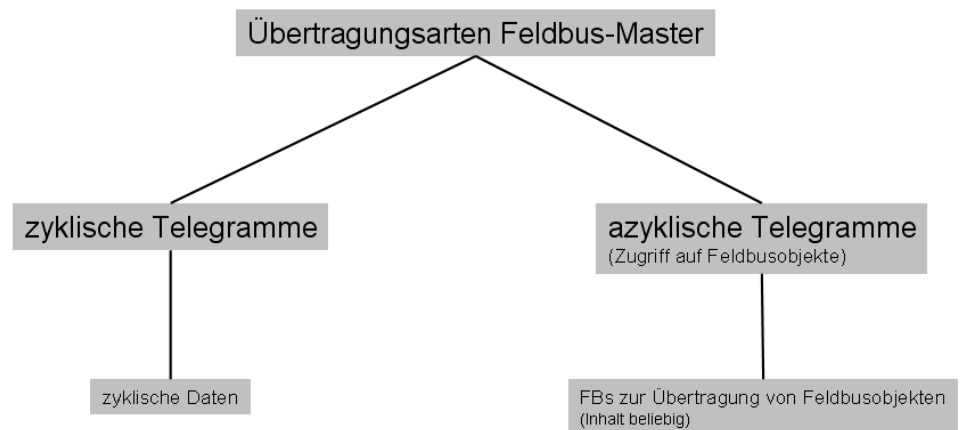 Übertragungsarten Feldbus-Master
zyklische Telegramme
azyklische Telegramme
(Zugriff auf Feldbusobjekte)
zyklische Daten
FBs zur Übertragung von Feldbusobjekten
(Inhalt beliebig)